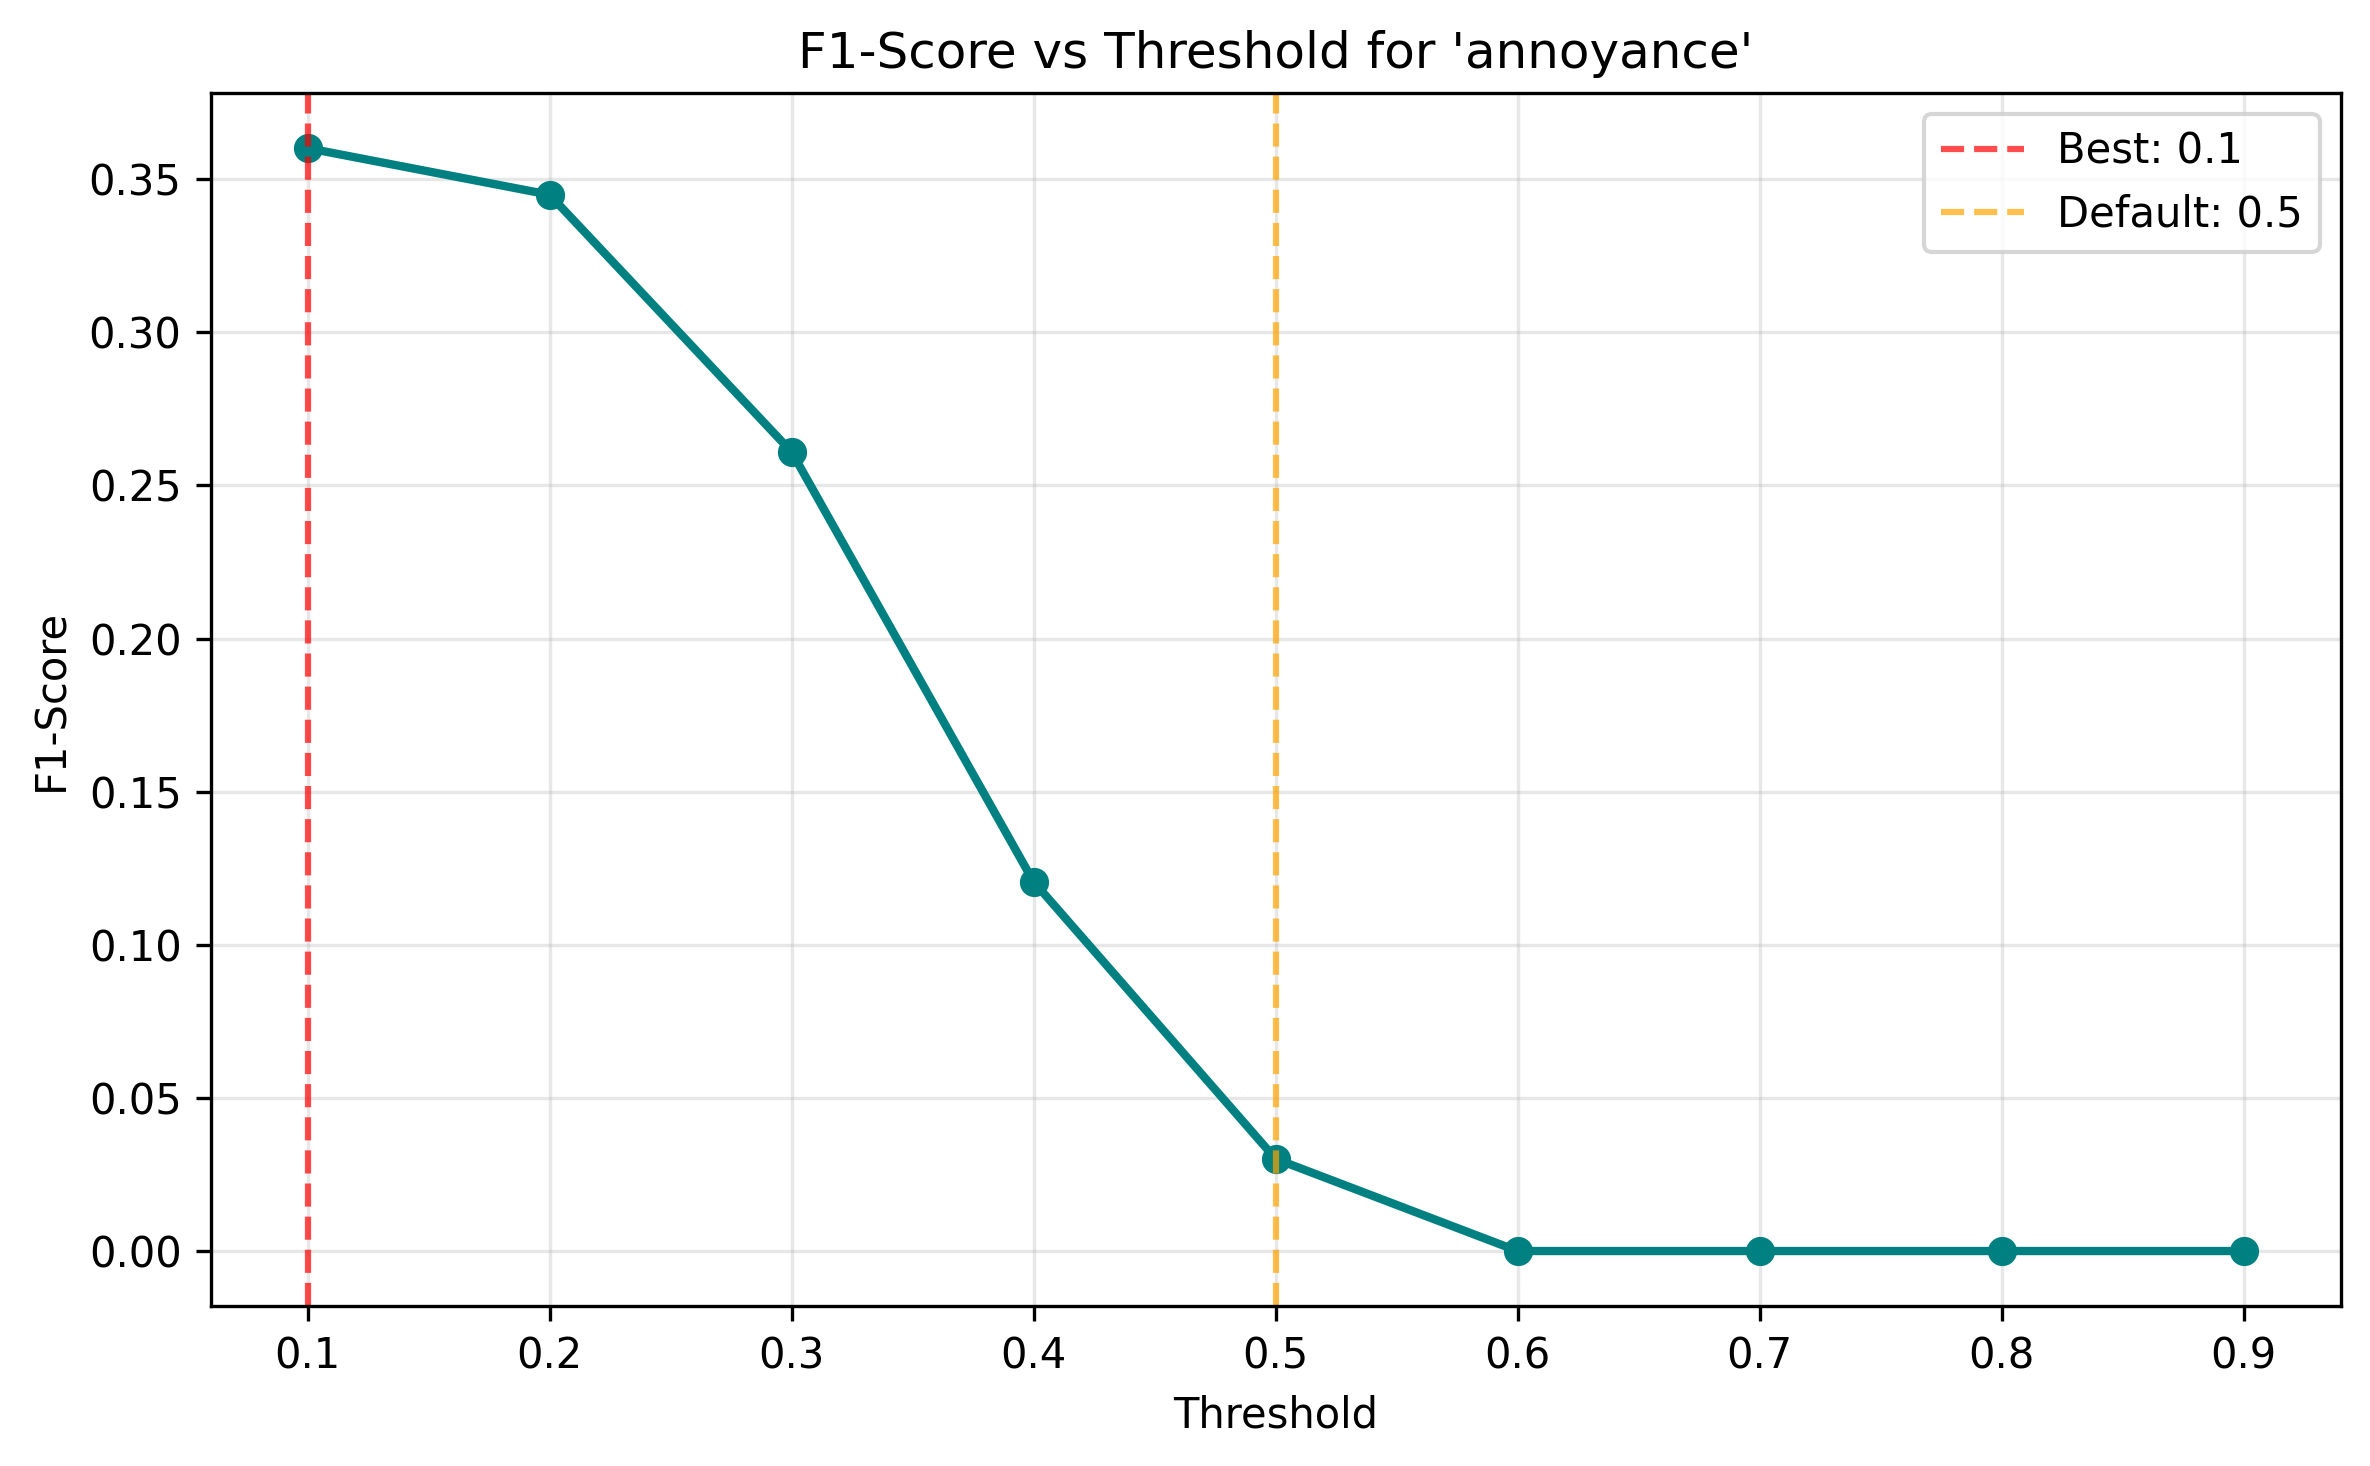 F1-Score vs Threshold for 'annoyance'
Best: 0.1
Default: 0.5
F1-Score
0.35
0.30
0.25
0.20
0.15
0.10
0.05
0.00
0.1 0.2 0.3 0.4 0.5 0.6 0.7 0.8 0.9
Threshold